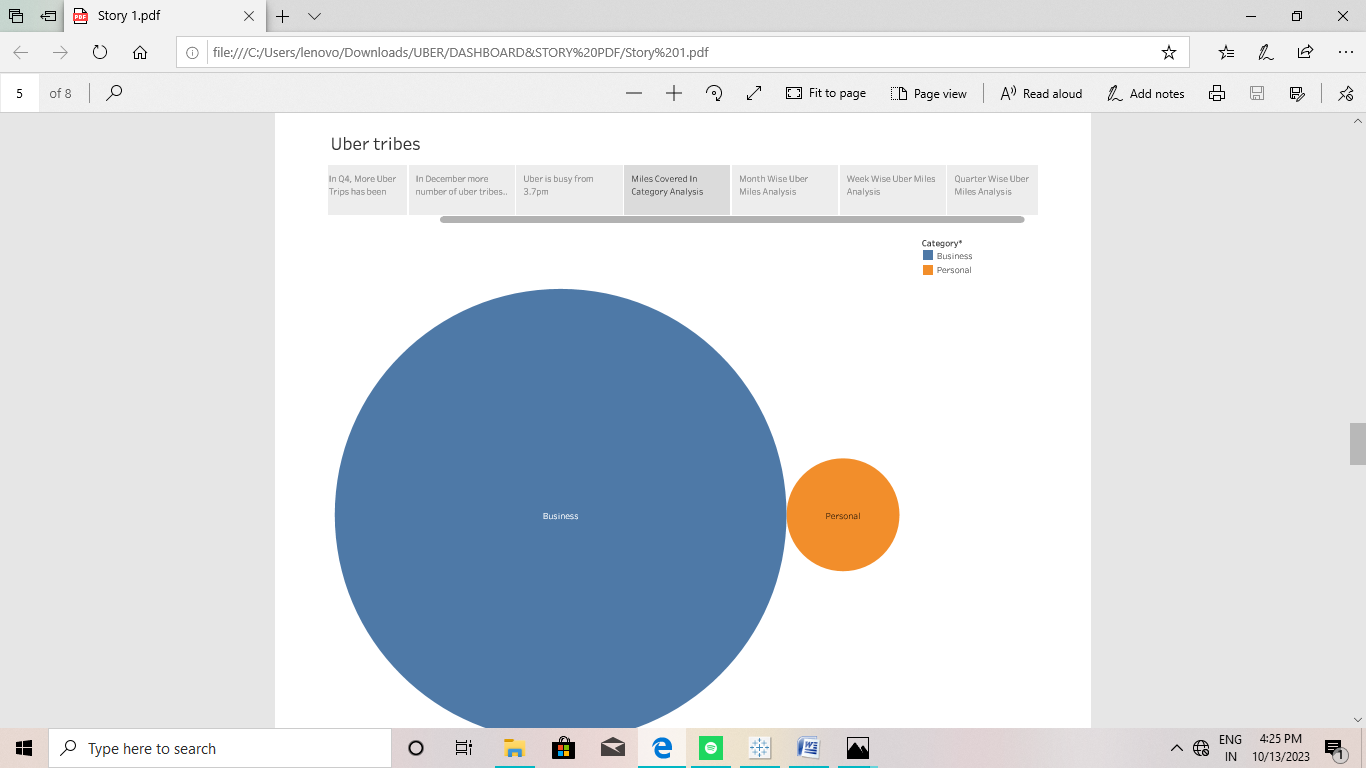 Story 1.pdf
file:///C:/Users/lenovo/Downloads/UBER/DASHBOARD&STORY%20PDF/Story%201.pdf
5 of 8
Fit to page
Page view
Read aloud
Add notes
Uber tribes
In Q4, More Uber
Trips has been
In December more
number of uber tribes..
Uber is busy from
3.7pm
Miles Covered In
Category Analysis
Month Wise Uber
Miles Analysis
Week Wise Uber Miles
Analysis
Quarter Wise Uber
Miles Analysis
Category*
Business
Personal
Business
Personal
Type here to search
ENG
IN
4:25 PM
10/13/2023
1